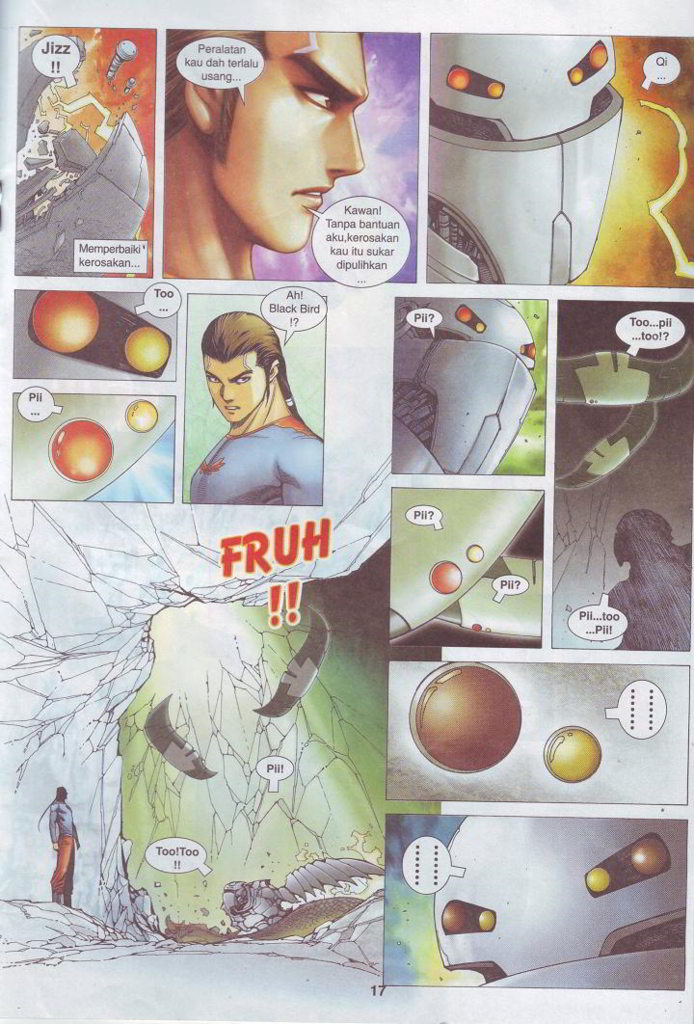 Jizz
!!
Memperbaiki
kerosakan...
Peralatan
kau dah terlalu
usang...
Kawan!
Tanpa bantuan
aku,kerosakan
kau itu sukar
dipulihkan
...
Qi
...
Too
...
Pii
...
Ah!
Black Bird
!?
Pii?
Too...pii
...too!?
Pii?
Pii?
Pii...too
...Pii!
FRUH
!!
Pii!
Too!Too
!!
......
......
......
......
17